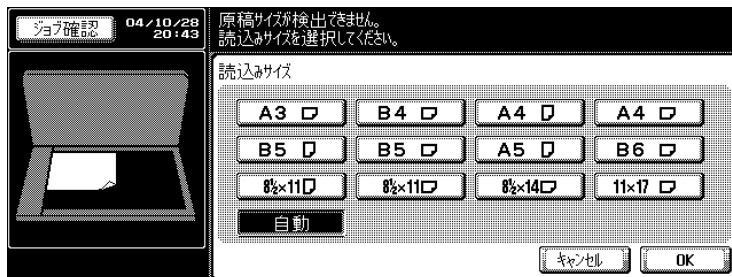 ジョブ確認
04/10/28
20:43
原稿サイズが検出できません。
読込みサイズを選択してください。
読込みサイズ
A3 B4 A4 A4
B5 B5 A5 B6
8½×11 8½×11 8½×14 11×17
自動
キャンセル OK